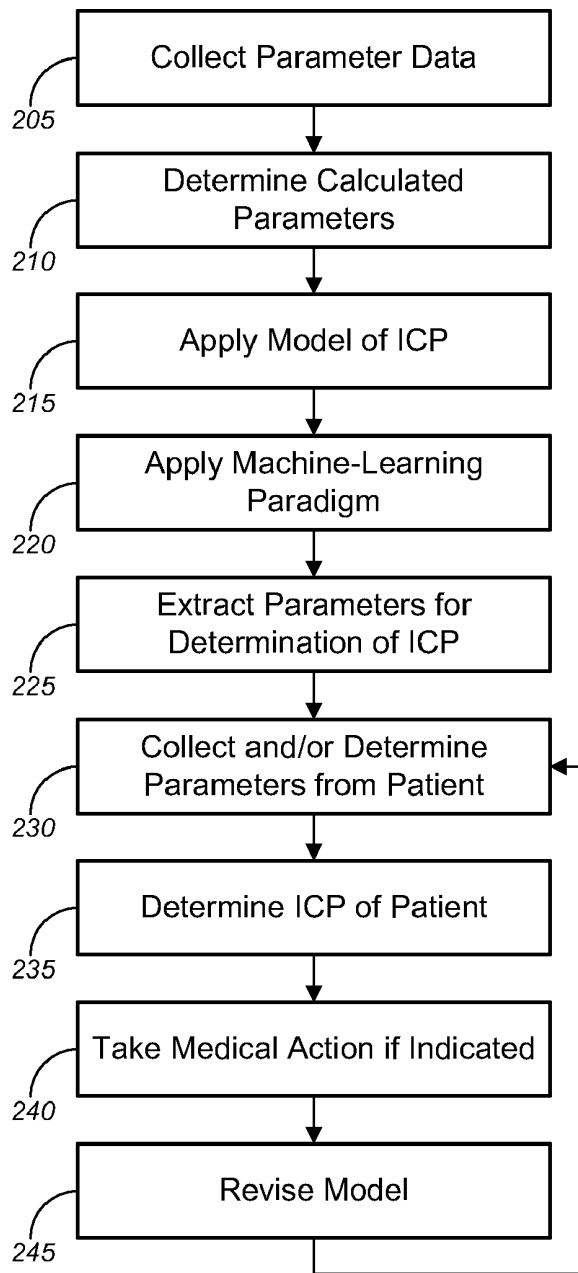 Collect Parameter Data
205
Determine Calculated
Parameters
210
Apply Model of ICP
215
Apply Machine-Learning
Paradigm
220
Extract Parameters for
Determination of ICP
225
Collect and/or Determine
Parameters from Patient
230
Determine ICP of Patient
235
Take Medical Action if Indicated
240
Revise Model
245